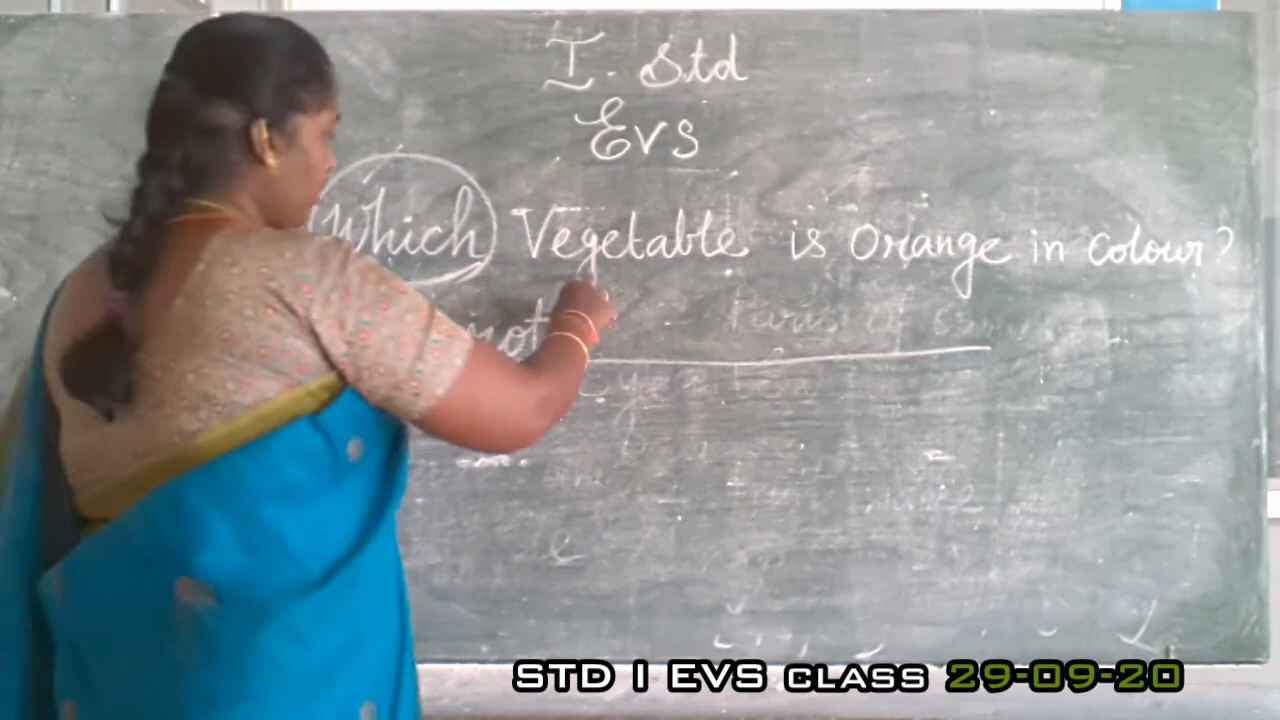 I. Std
EVS
Which Vegetable is Orange in colour?
STD I EVS CLASS 29-09-20